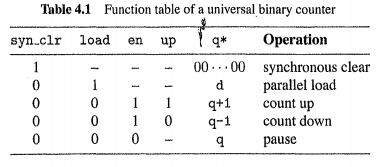 Table 4.1 Function table of a universal binary counter
syn_clr load en up q* Operation
1 – – – 00···00 synchronous clear
0 1 – – d parallel load
0 0 1 1 q+1 count up
0 0 1 0 q-1 count down
0 0 0 – q pause